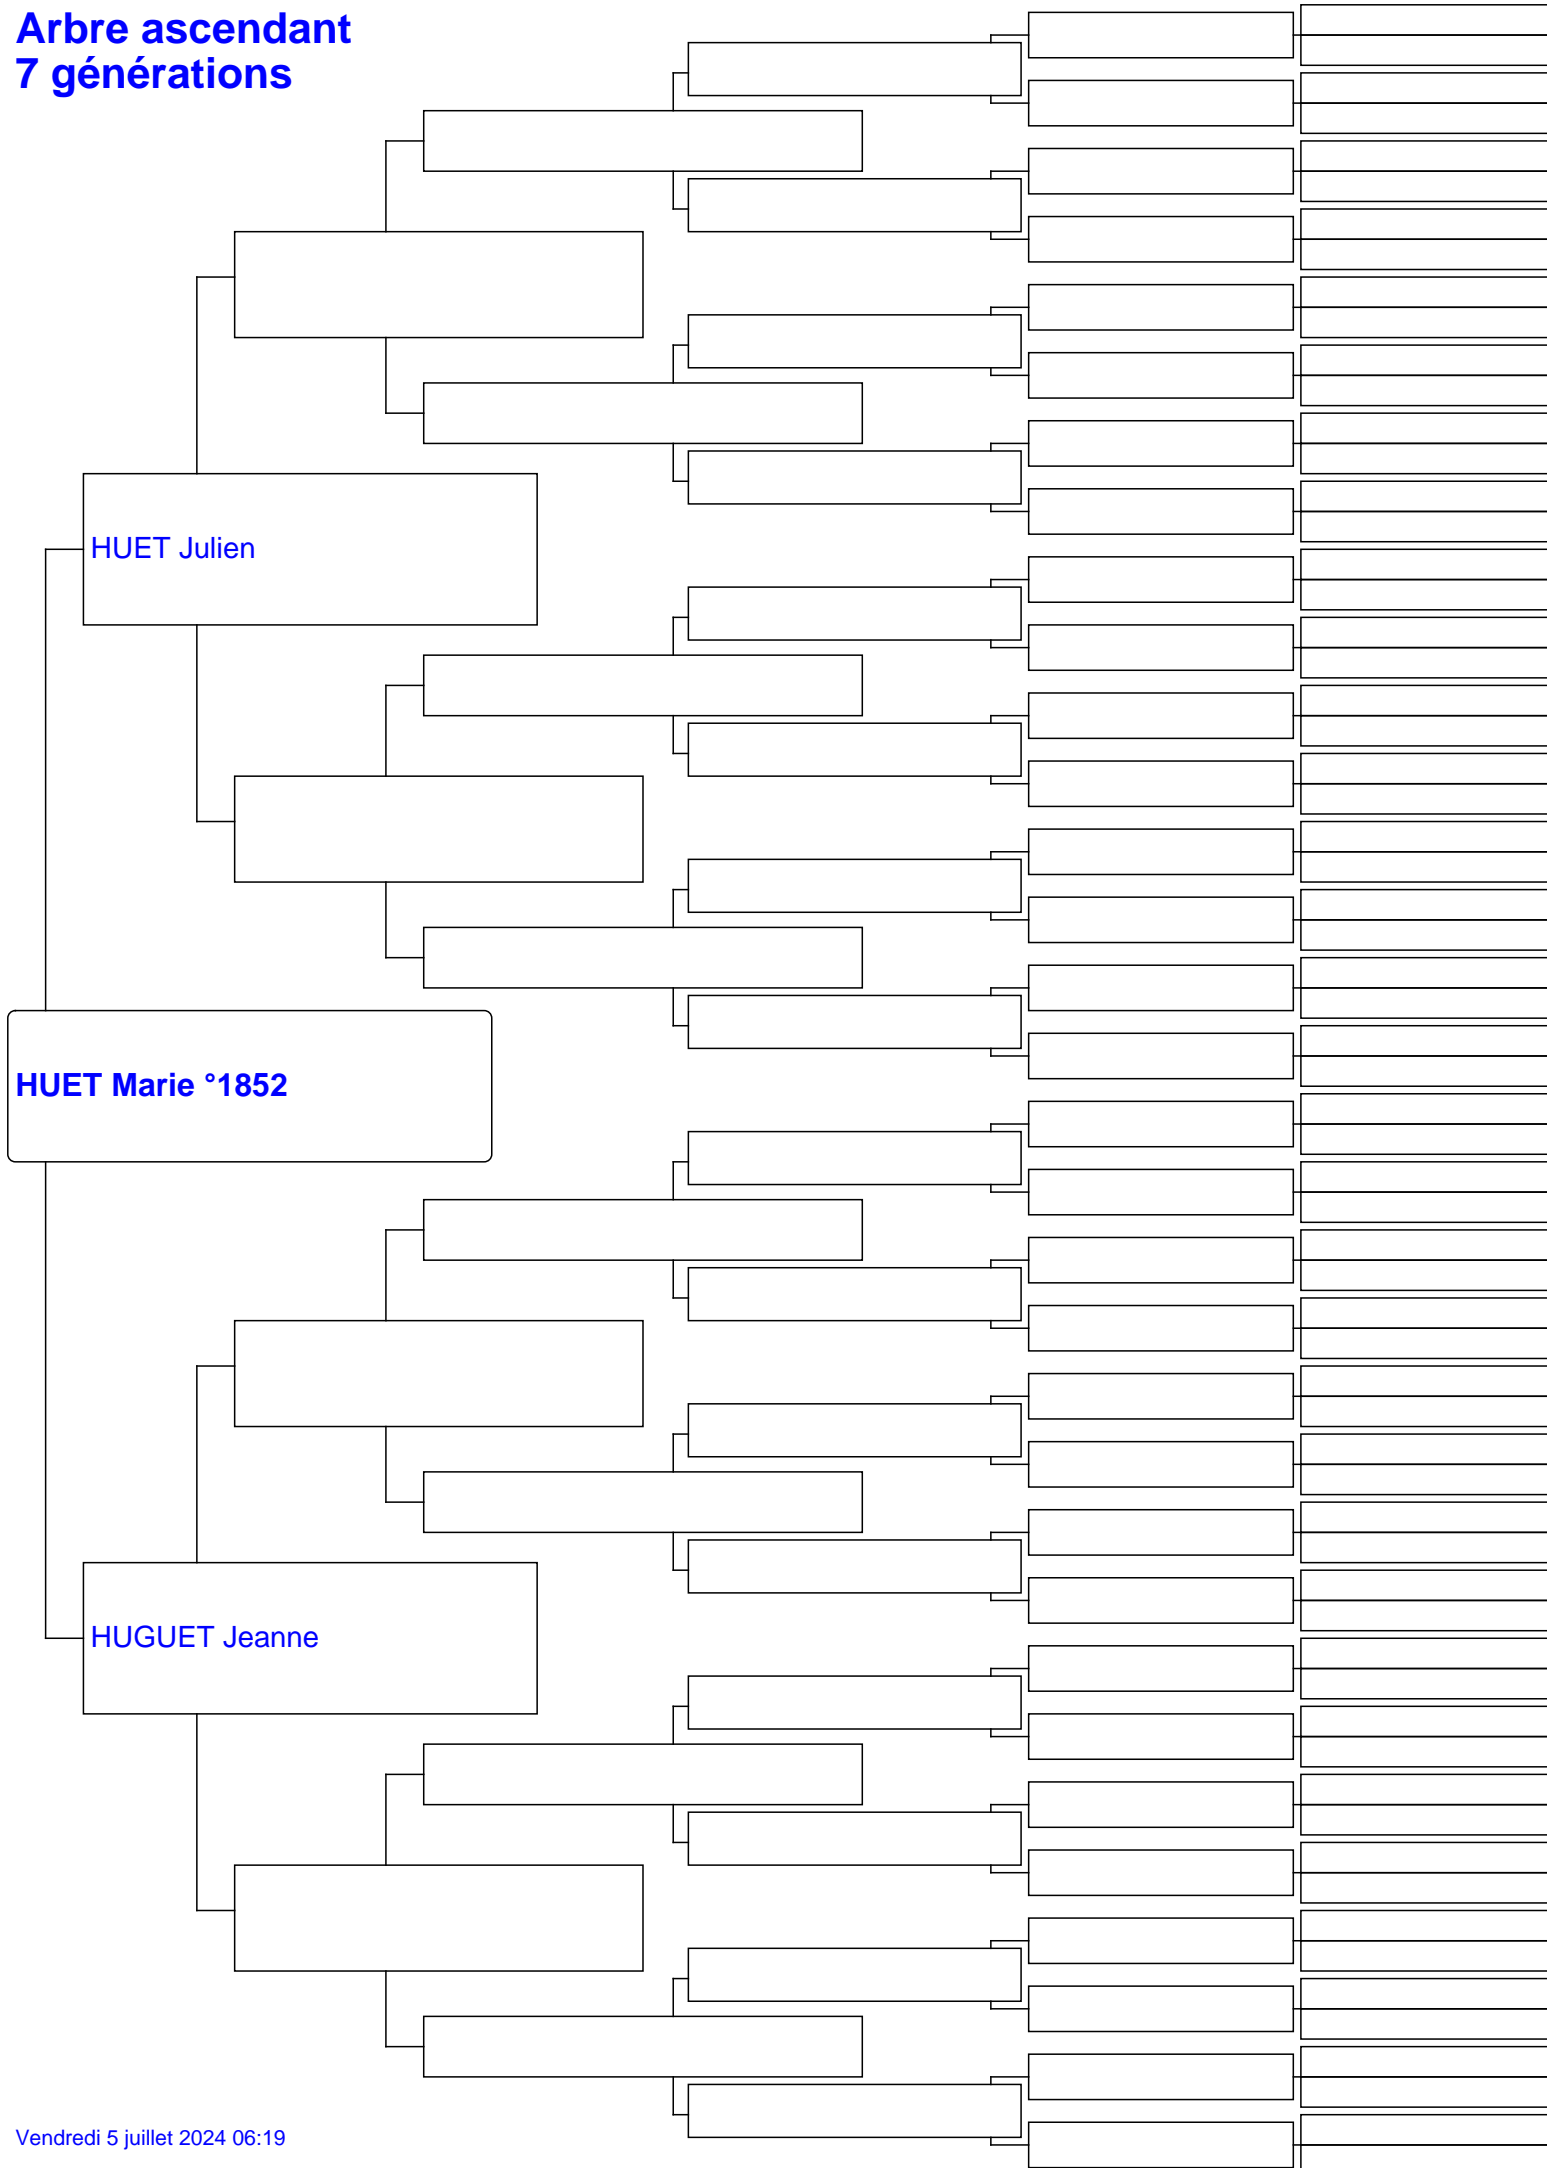 Arbre ascendant
7 générations
HUET Julien
HUET Marie °1852
HUGUET Jeanne
Vendredi 5 juillet 2024 06:19